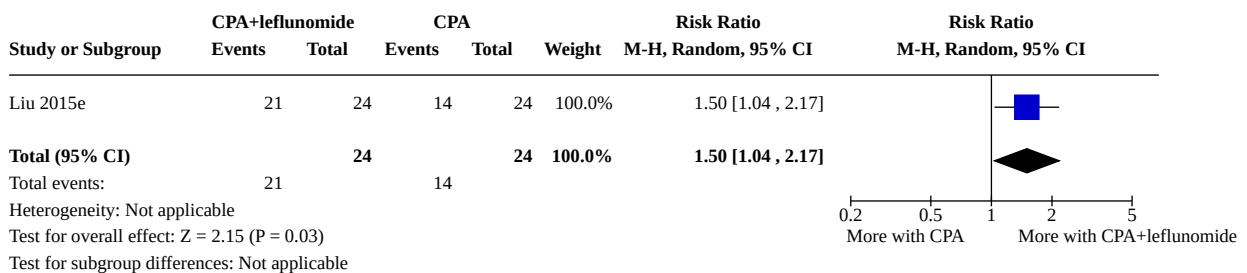 CPA+leflunomide CPA Risk Ratio Risk Ratio
Study or Subgroup Events Total Events Total Weight M-H, Random, 95% CI M-H, Random, 95% CI
Liu 2015e 21 24 14 24 100.0% 1.50 [1.04 , 2.17]
Total (95% CI) 24 24 100.0% 1.50 [1.04 , 2.17]
Total events: 21 14
Heterogeneity: Not applicable
0.2 0.5 1 2 5
Test for overall effect: Z = 2.15 (P = 0.03) More with CPA More with CPA+leflunomide
Test for subgroup differences: Not applicable